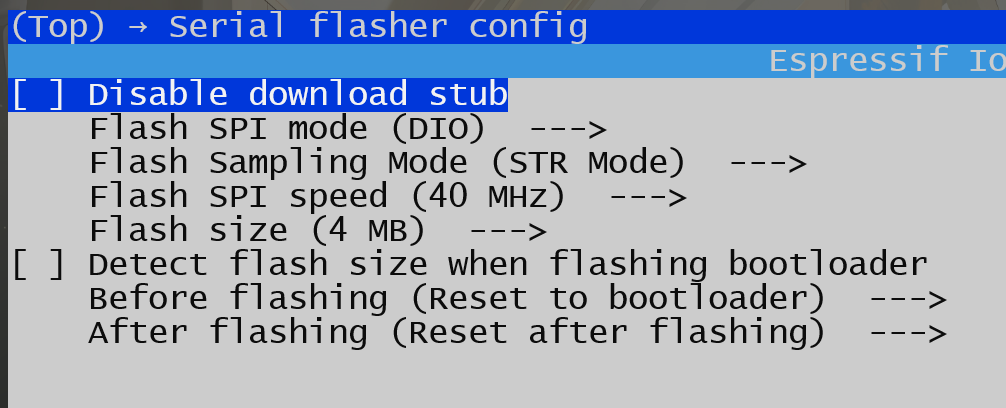 (Top) → Serial flasher config
Espressif Io
[ ] Disable download stub
Flash SPI mode (DIO)  --->
Flash Sampling Mode (STR Mode)  --->
Flash SPI speed (40 MHz)  --->
Flash size (4 MB)  --->
[ ] Detect flash size when flashing bootloader
Before flashing (Reset to bootloader)  --->
After flashing (Reset after flashing)  --->